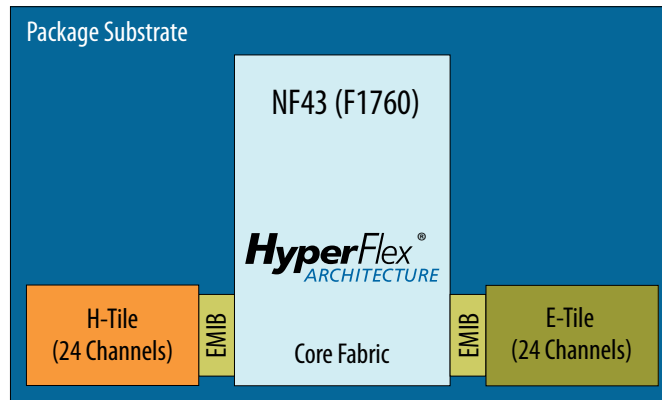 Package Substrate
NF43 (F1760)
HyperFlex®
ARCHITECTURE
H-Tile
(24 Channels)
EMIB
Core Fabric
EMIB
E-Tile
(24 Channels)